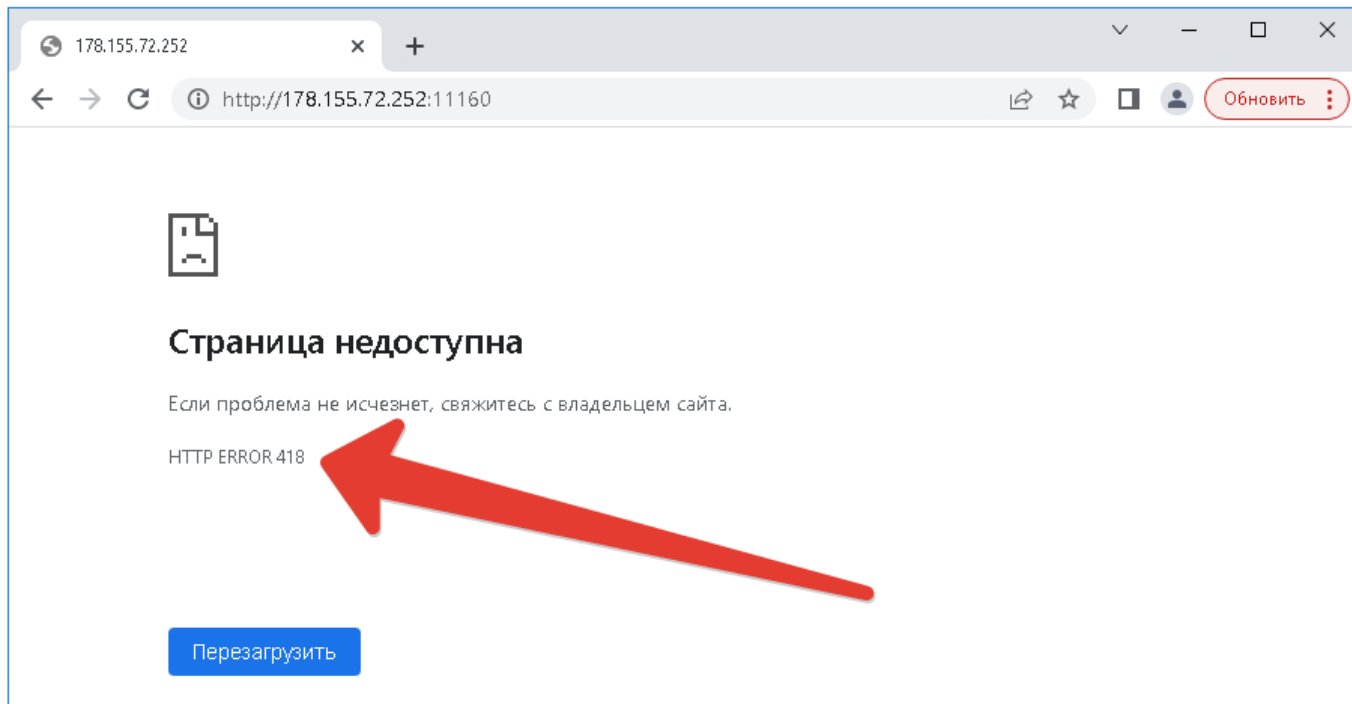 178.155.72.252
http://178.155.72.252:11160
Обновить
Страница недоступна
Если проблема не исчезнет, свяжитесь с владельцем сайта.
HTTP ERROR 418
Перезагрузить